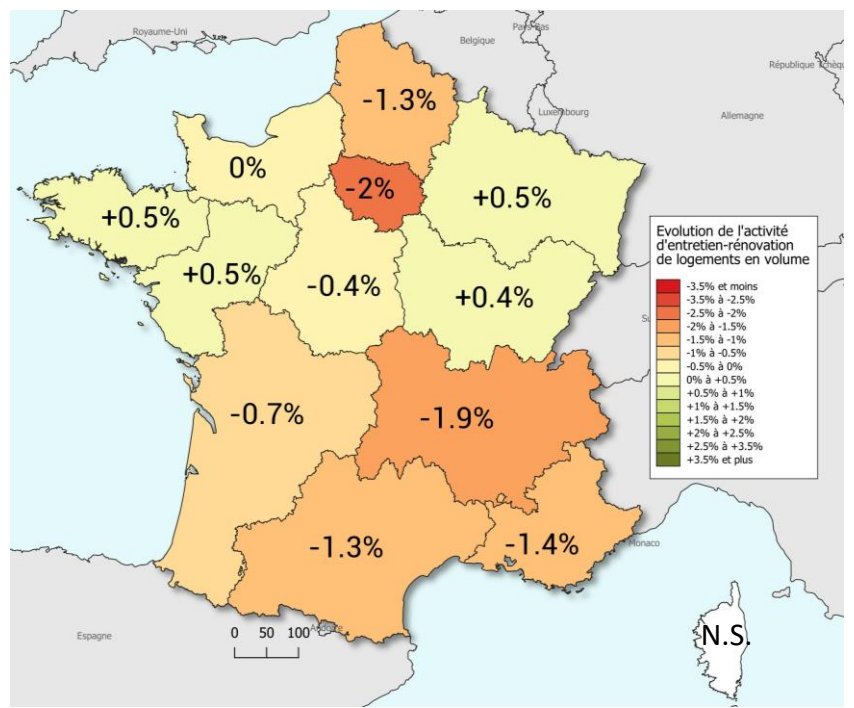 Royaume-Uni
Belgique
Pays-Bas
République Tchèque
Luxembourg
Allemagne
-1.3%
0%
-2%
+0.5%
+0.5%
+0.5%
-0.4%
+0.4%
Evolution de l'activité
d'entretien-rénovation
de logements en volume
-3.5% et moins
-3.5% à -2.5%
-2.5% à -2%
-2% à -1.5%
-1.5% à -1%
-1% à -0.5%
-0.5% à 0%
0% à +0.5%
+0.5% à +1%
+1% à +1.5%
+1.5% à +2%
+2% à +2.5%
+2.5% à +3.5%
+3.5% et plus
-0.7%
-1.9%
-1.3%
-1.4%
Monaco
Espagne
0 50 100
N.S.